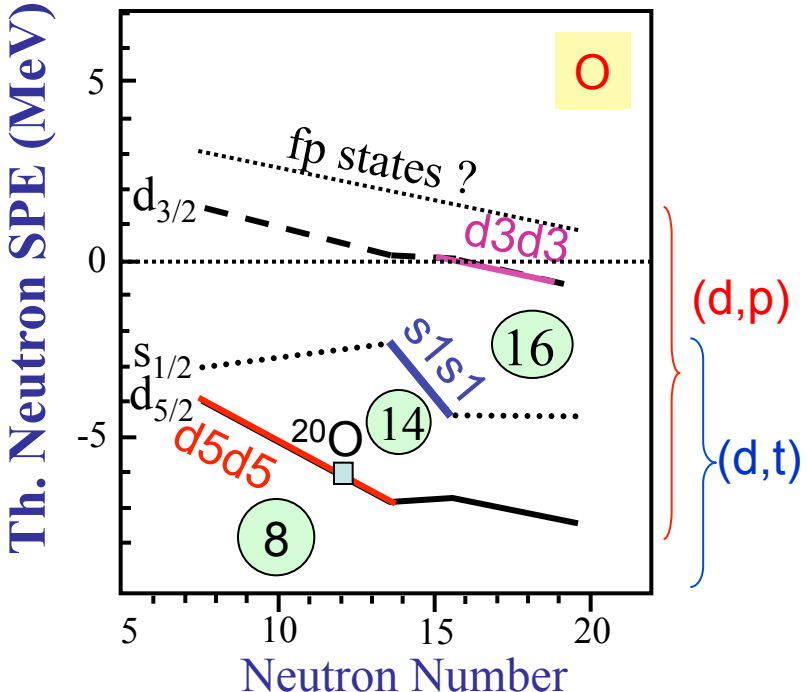 Th. Neutron SPE (MeV)
O
5
0
-5
fp states ?
d3/2
d3d3
s1/2
d5/2
s1s1
16
14
20O
d5d5
8
(d,p)
(d,t)
5
10
15
20
Neutron Number